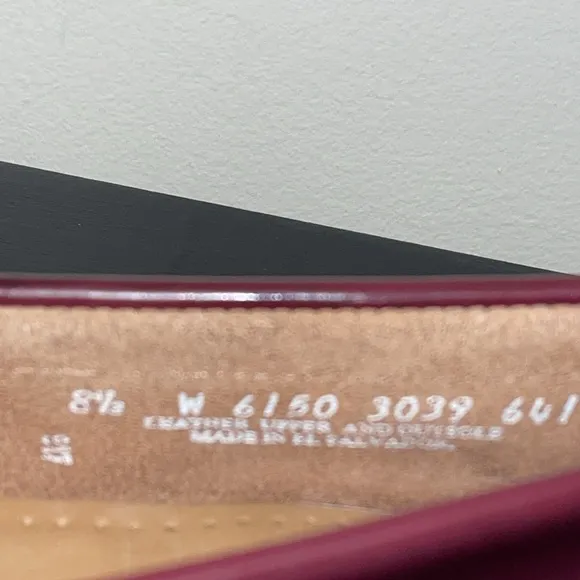 8½ W 6150 3039 641
LEATHER UPPER AND OUTSOLE
MADE IN EL SALVADOR